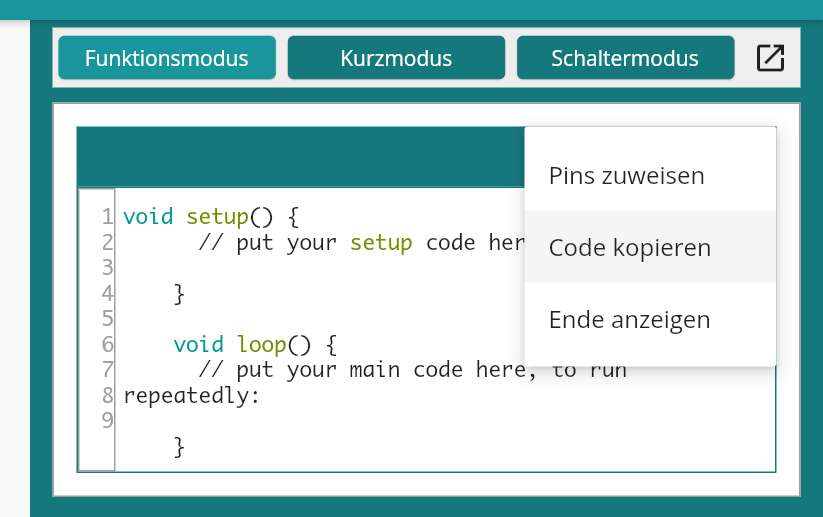 Funktionsmodus Kurzmodus Schaltermodus
Pins zuweisen
Code kopieren
Ende anzeigen
1 void setup() {
2 // put your setup code her
3
4 }
5
6 void loop() {
7 // put your main code here, to run
8 repeatedly:
9
}